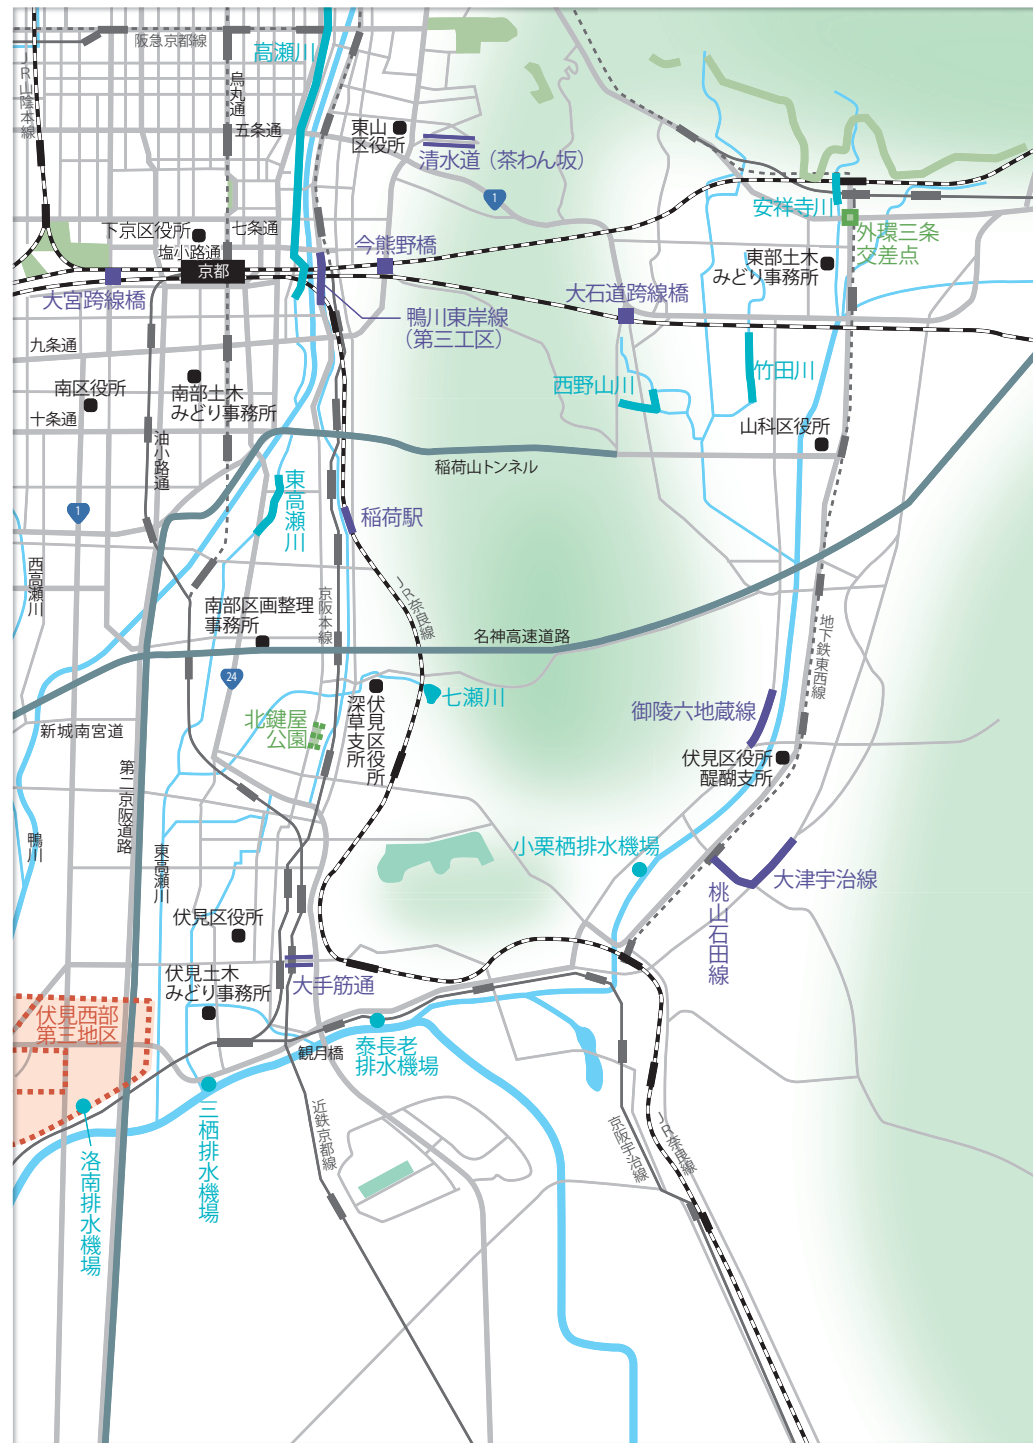 阪急京都線
高瀬川
JR山陰本線
烏丸通
五条通
東山
区役所
清水道（茶わん坂）
1
安祥寺川
外環三条
交差点
下京区役所
七条通
塩小路通
京都
今熊野橋
東部土木
みどり事務所
大宮跨線橋
大石道跨線橋
鴨川東岸線
（第三工区）
九条通
南区役所
南部土木
みどり事務所
西野山川
竹田川
十条通
油小路通
山科区役所
稲荷山トンネル
東高瀬川
1
稲荷駅
西高瀬川
南部区画整理
事務所
京阪本線
JR奈良線
名神高速道路
地下鉄東西線
24
七瀬川
伏見区役所
深草支所
北鍵屋
公園
御陵六地蔵線
新城南宮道
伏見区役所
醍醐支所
第二京阪道路
鴨川
東高瀬川
小栗栖排水機場
大津宇治線
桃山石田線
伏見区役所
伏見土木
みどり事務所
大手筋通
伏見西部
第三地区
観月橋
泰長老
排水機場
三栖排水機場
洛南排水機場
近鉄京都線
京阪宇治線
JR奈良線